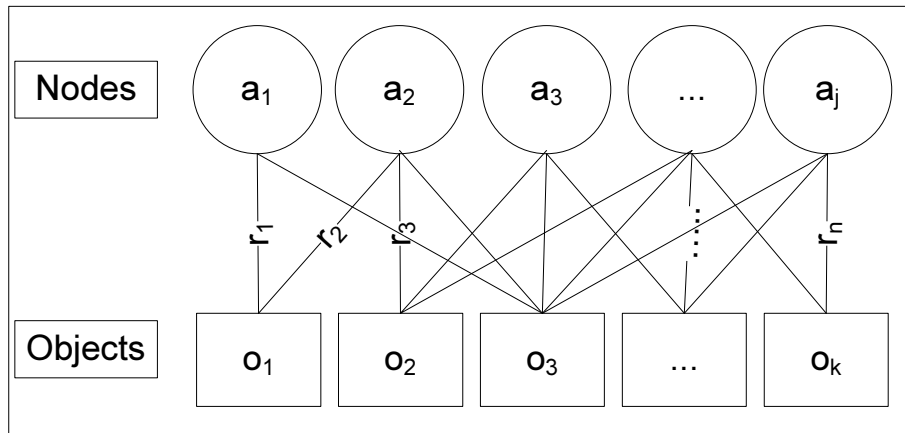 Nodes a₁ a₂ a₃ ... aⱼ
r₁ r₂ r₃ ..... rₙ
Objects o₁ o₂ o₃ ... oₖ